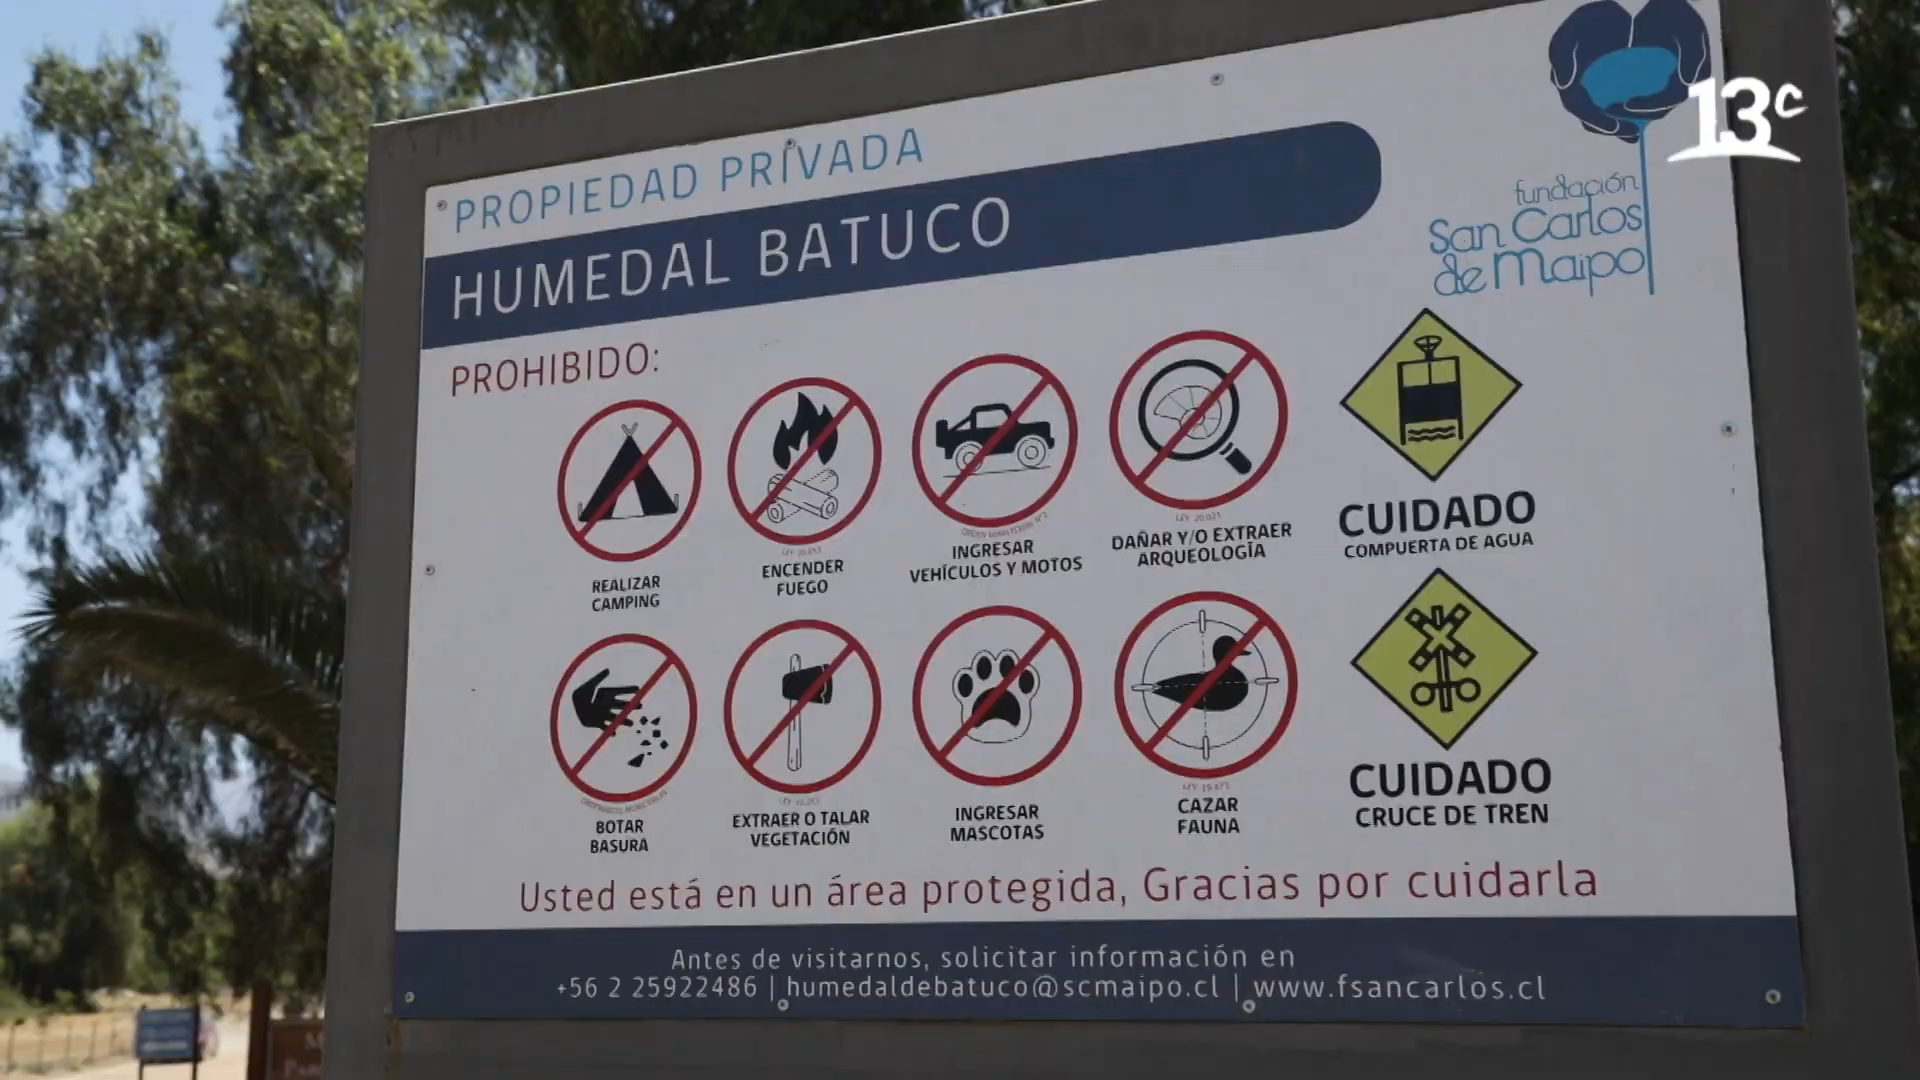 13c
fundación
San Carlos
de Maipo
PROPIEDAD PRIVADA
HUMEDAL BATUCO
PROHIBIDO:
REALIZAR
CAMPING
ENCENDER
FUEGO
INGRESAR
VEHÍCULOS Y MOTOS
LEY 20.021
DAÑAR Y/O EXTRAER
ARQUEOLOGÍA
CUIDADO
COMPUERTA DE AGUA
BOTAR
BASURA
EXTRAER O TALAR
VEGETACIÓN
INGRESAR
MASCOTAS
CAZAR
FAUNA
CUIDADO
CRUCE DE TREN
Usted está en un área protegida, Gracias por cuidarla
Antes de visitarnos, solicitar información en
+56 2 25922486 | humedaldebatuco@scmaipo.cl | www.fsancarlos.cl